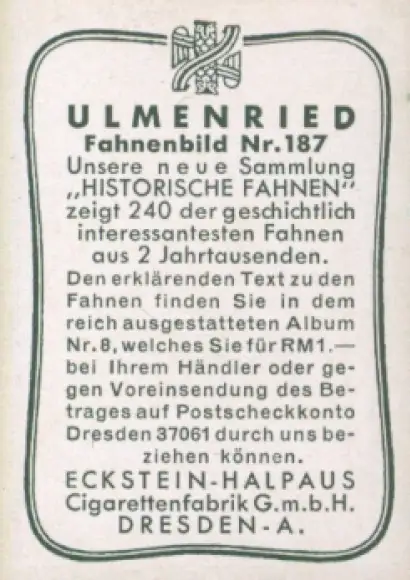 ULMENRIED
Fahnenbild Nr. 187
Unsere neue Sammlung
„HISTORISCHE FAHNEN"
zeigt 240 der geschichtlich
interessantesten Fahnen
aus 2 Jahrtausenden.
Den erklärenden Text zu den
Fahnen finden Sie in dem
reich ausgestatteten Album
Nr. 8, welches Sie für RM 1.—
bei Ihrem Händler oder ge-
gen Voreinsendung des Be-
trages auf Postscheckkonto
Dresden 37061 durch uns be-
ziehen können.
ECKSTEIN-HALPAUS
Cigarettenfabrik G.m.b.H.
DRESDEN-A.